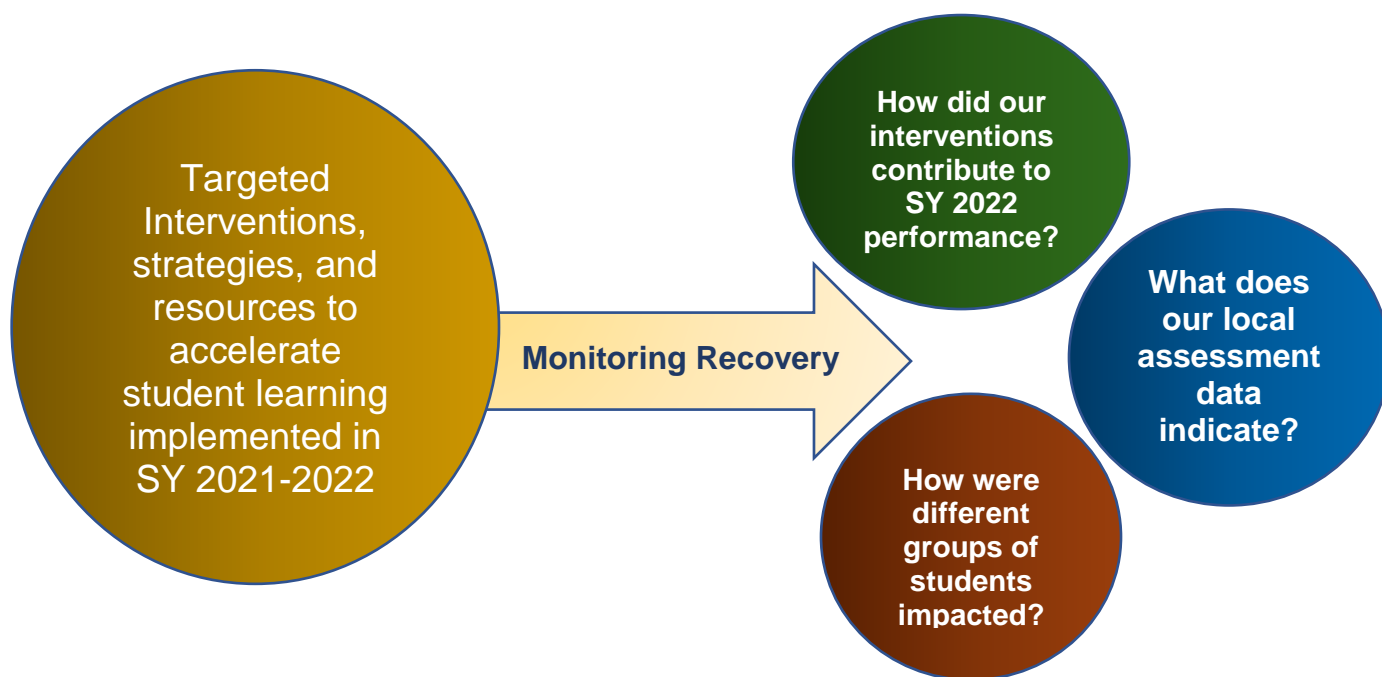 Targeted
Interventions,
strategies, and
resources to
accelerate
student learning
implemented in
SY 2021-2022
Monitoring Recovery
How did our
interventions
contribute to
SY 2022
performance?
What does
our local
assessment
data
indicate?
How were
different
groups of
students
impacted?